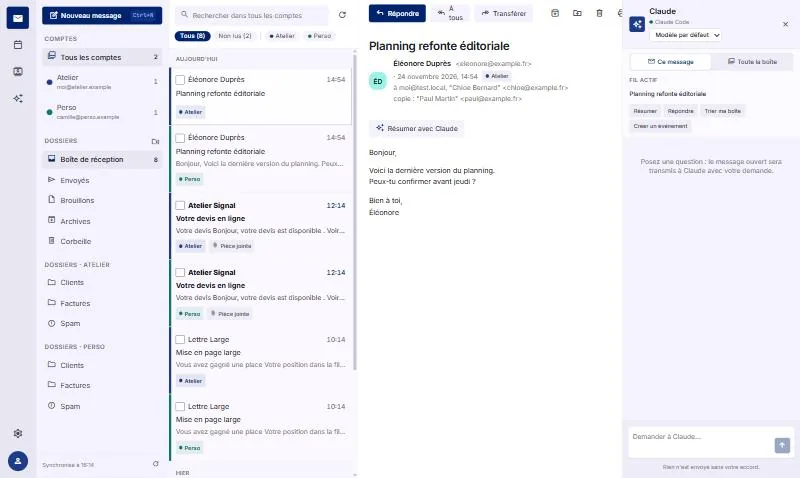 Nouveau message Ctrl+N
COMPTES
Tous les comptes 2
Atelier 1
moi@atelier.example
Perso 1
camille@perso.example
DOSSIERS
Boîte de réception 8
Envoyés
Brouillons
Archives
Corbeille
DOSSIERS · ATELIER
Clients
Factures
Spam
DOSSIERS · PERSO
Clients
Factures
Spam
Synchronisé à 16:14
Rechercher dans tous les comptes
Tous (8) Non lus (2) Atelier Perso
AUJOURD'HUI
Éléonore Duprès 14:54
Planning refonte éditoriale
Atelier
Éléonore Duprès 14:54
Planning refonte éditoriale
Bonjour, Voici la dernière version du planning. Peux...
Perso
Atelier Signal 12:14
Votre devis en ligne
Votre devis Bonjour, votre devis est disponible . Voir...
Atelier Pièce jointe
Atelier Signal 12:14
Votre devis en ligne
Votre devis Bonjour, votre devis est disponible . Voir...
Perso Pièce jointe
Lettre Large 10:14
Mise en page large
Vous avez gagné une place Votre position dans la fil...
Atelier
Lettre Large 10:14
Mise en page large
Vous avez gagné une place Votre position dans la fil...
Perso
HIER
Répondre
À tous
Transférer
Planning refonte éditoriale
ÉD
Éléonore Duprès <eleonore@example.fr>
· 24 novembre 2026, 14:54 Atelier
à moi@test.local, "Chloe Bernard" <chloe@example.fr>
copie : "Paul Martin" <paul@example.fr>
Résumer avec Claude
Bonjour,
Voici la dernière version du planning.
Peux-tu confirmer avant jeudi ?
Bien à toi,
Éléonore
Claude
Claude Code
Modèle par défaut
Ce message Toute la boîte
FIL ACTIF
Planning refonte éditoriale
Résumer Répondre Trier ma boîte
Créer un événement
Posez une question : le message ouvert sera
transmis à Claude avec votre demande.
Demander à Claude...
Rien n'est envoyé sans votre accord.